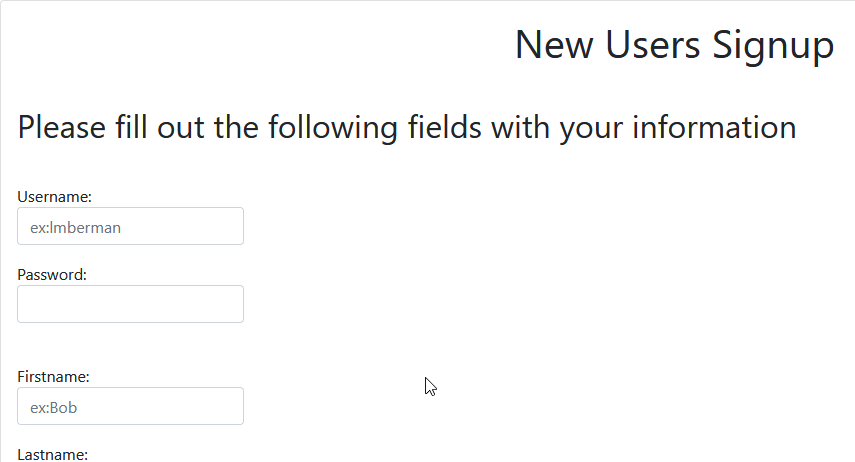 New Users Signup
Please fill out the following fields with your information
Username:
ex:lmberman
Password:
Firstname:
ex:Bob
Lastname: